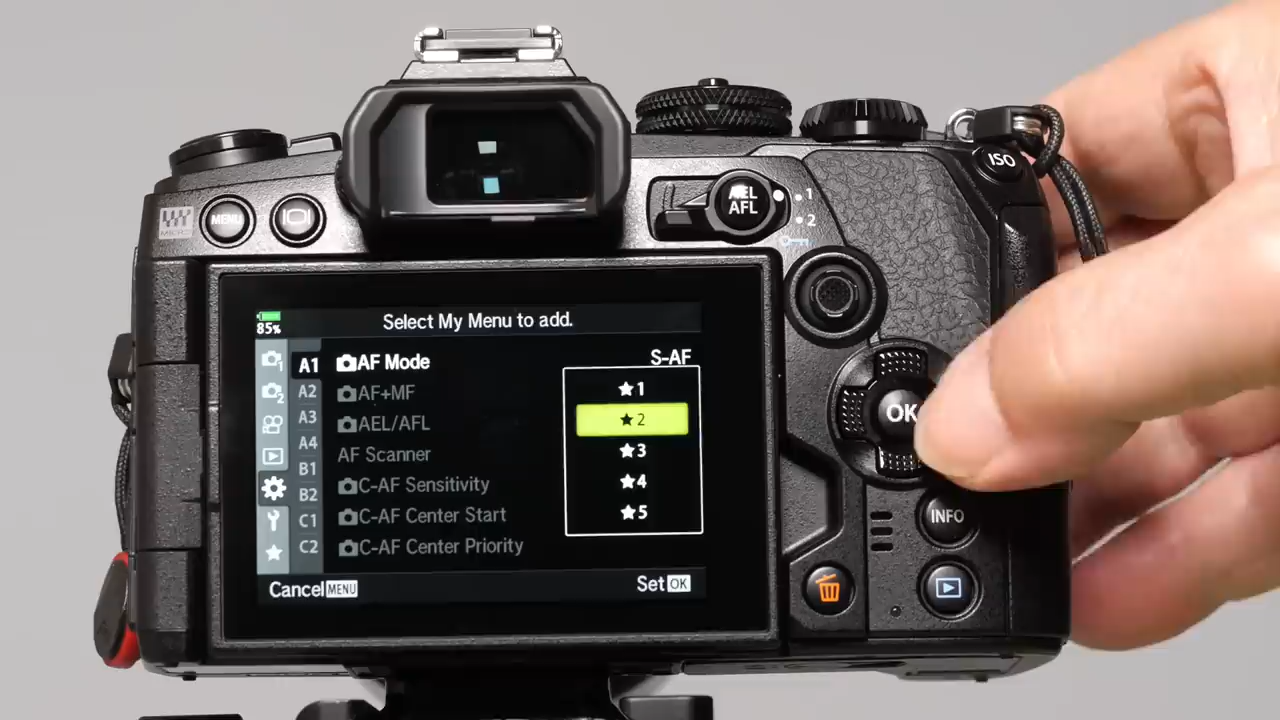 MENU
AEL
AFL
1
2
ISO
85%
Select My Menu to add.
1
2
A1 AF Mode S-AF
A2 AF+MF
A3 AEL/AFL
A4 AF Scanner
B1 C-AF Sensitivity
B2 C-AF Center Start
C1 C-AF Center Priority
C2
★1
★2
★3
★4
★5
Cancel MENU
Set OK
OK
INFO